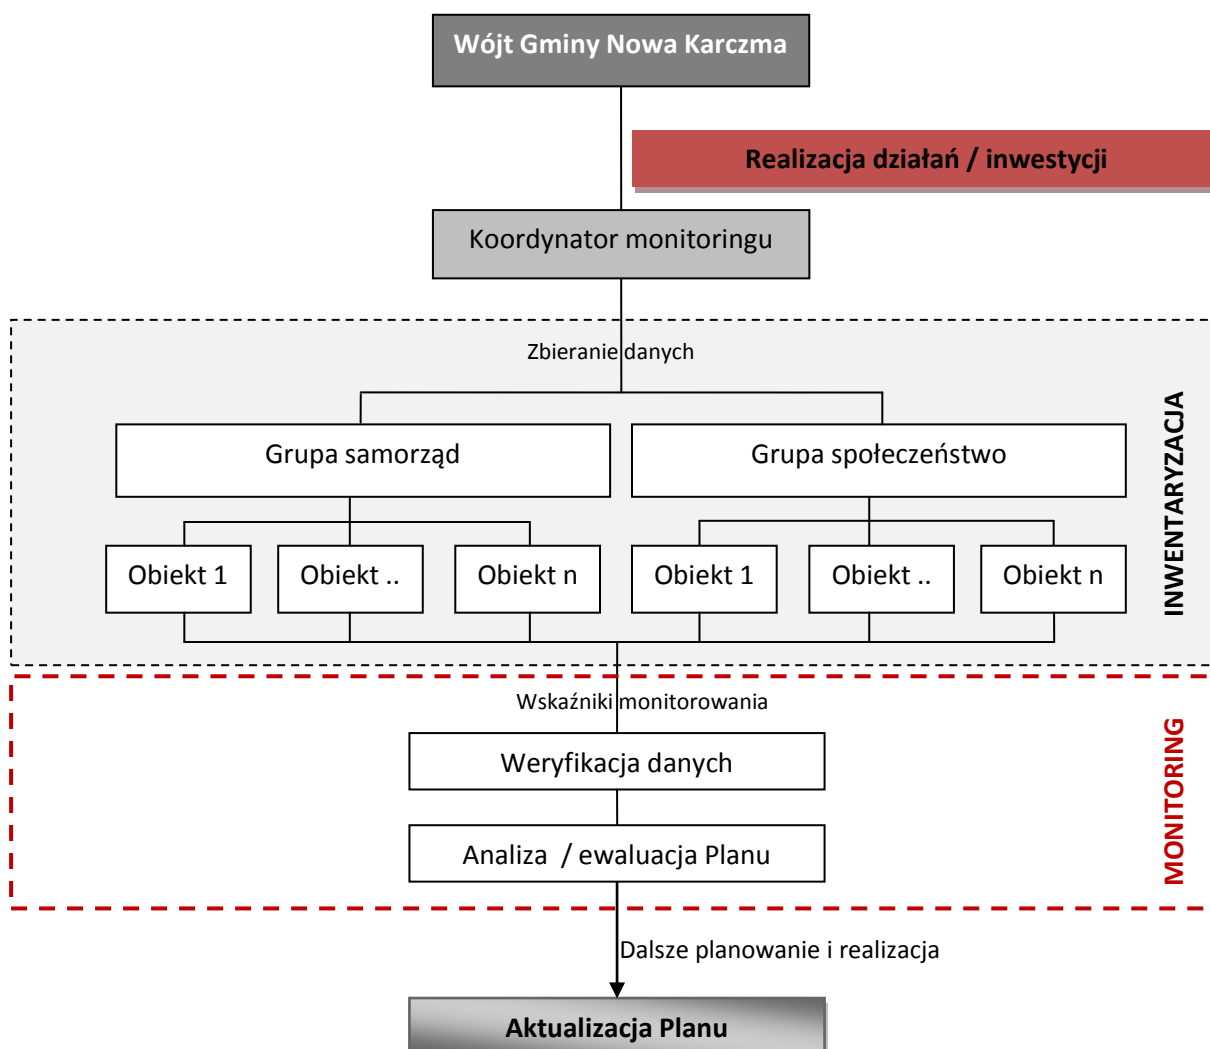 Wójt Gminy Nowa Karczma
Realizacja działań / inwestycji
Koordynator monitoringu
Zbieranie danych
Grupa samorząd
Grupa społeczeństwo
Obiekt 1
Obiekt ..
Obiekt n
Obiekt 1
Obiekt ..
Obiekt n
INWENTARYZACJA
Wskaźniki monitorowania
Weryfikacja danych
Analiza / ewaluacja Planu
MONITORING
Dalsze planowanie i realizacja
Aktualizacja Planu